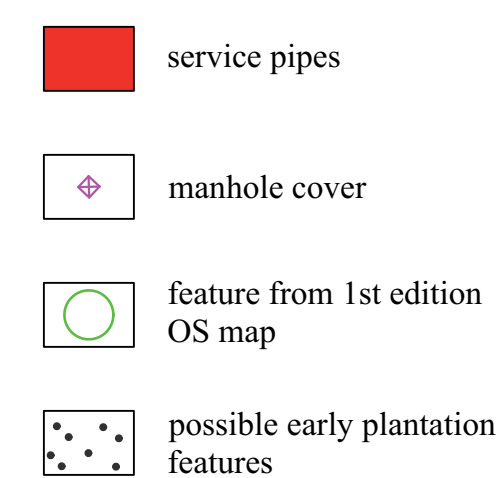 service pipes
manhole cover
feature from 1st edition
OS map
possible early plantation
features